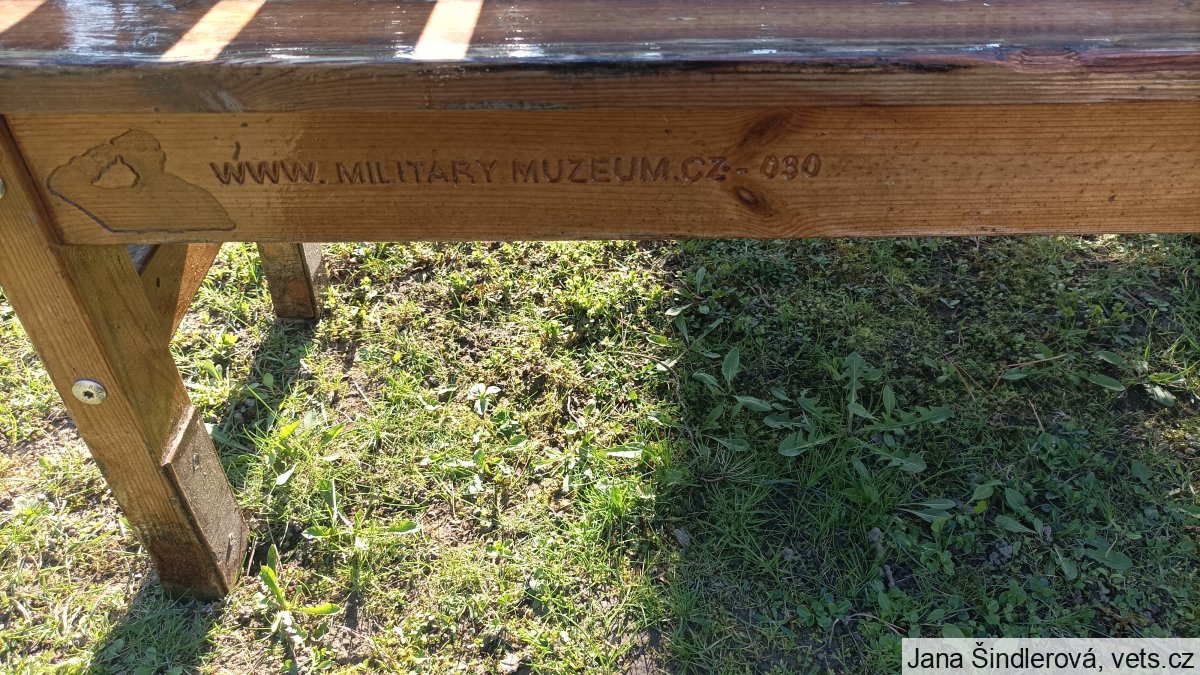 WWW. MILITARY MUZEUM.CZ - 030
Jana Šindlerová, vets.cz